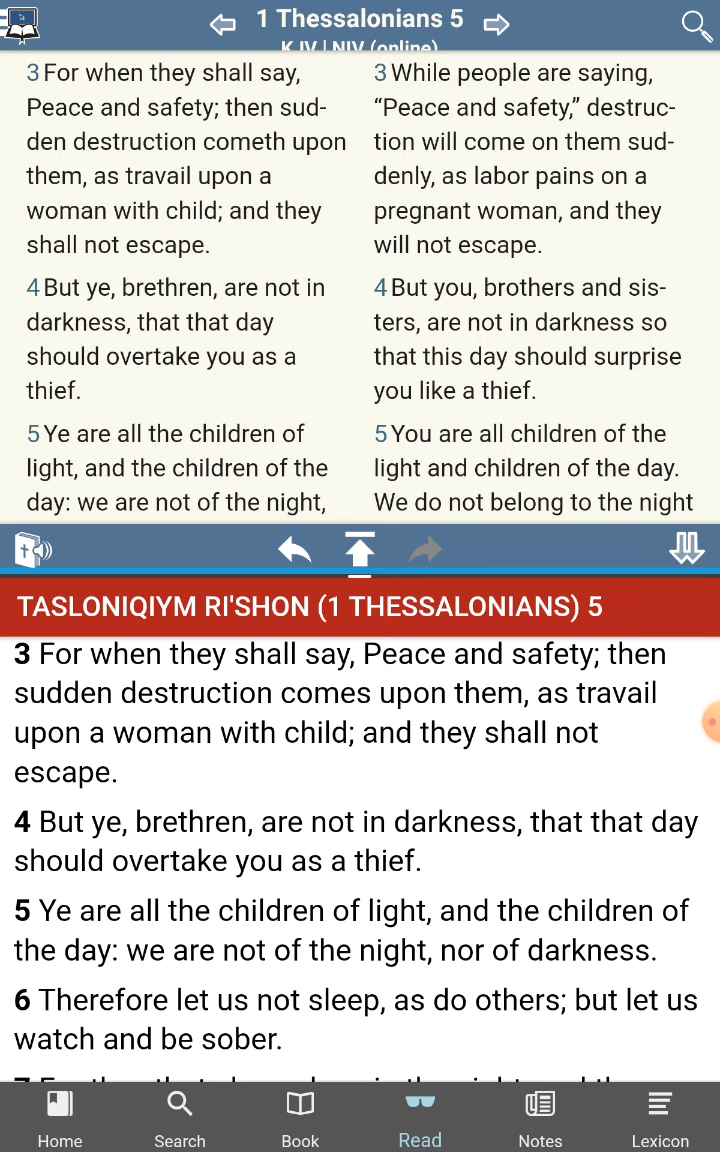 1 Thessalonians 5
KJV | NIV (online)
3 For when they shall say,
Peace and safety; then sud-
den destruction cometh upon
them, as travail upon a
woman with child; and they
shall not escape.
4 But ye, brethren, are not in
darkness, that that day
should overtake you as a
thief.
5 Ye are all the children of
light, and the children of the
day: we are not of the night,
3 While people are saying,
“Peace and safety,” destruc-
tion will come on them sud-
denly, as labor pains on a
pregnant woman, and they
will not escape.
4 But you, brothers and sis-
ters, are not in darkness so
that this day should surprise
you like a thief.
5 You are all children of the
light and children of the day.
We do not belong to the night
TASLONIQIYM RI'SHON (1 THESSALONIANS) 5
3 For when they shall say, Peace and safety; then
sudden destruction comes upon them, as travail
upon a woman with child; and they shall not
escape.
4 But ye, brethren, are not in darkness, that that day
should overtake you as a thief.
5 Ye are all the children of light, and the children of
the day: we are not of the night, nor of darkness.
6 Therefore let us not sleep, as do others; but let us
watch and be sober.
Home
Search
Book
Read
Notes
Lexicon